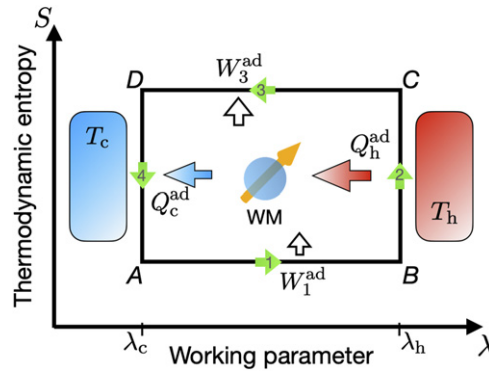 S
Thermodynamic entropy
D
W_3^ad
C
3
T_c
4
Q_c^ad
WM
Q_h^ad
2
T_h
A
1
W_1^ad
B
λ_c
Working parameter
λ_h
λ